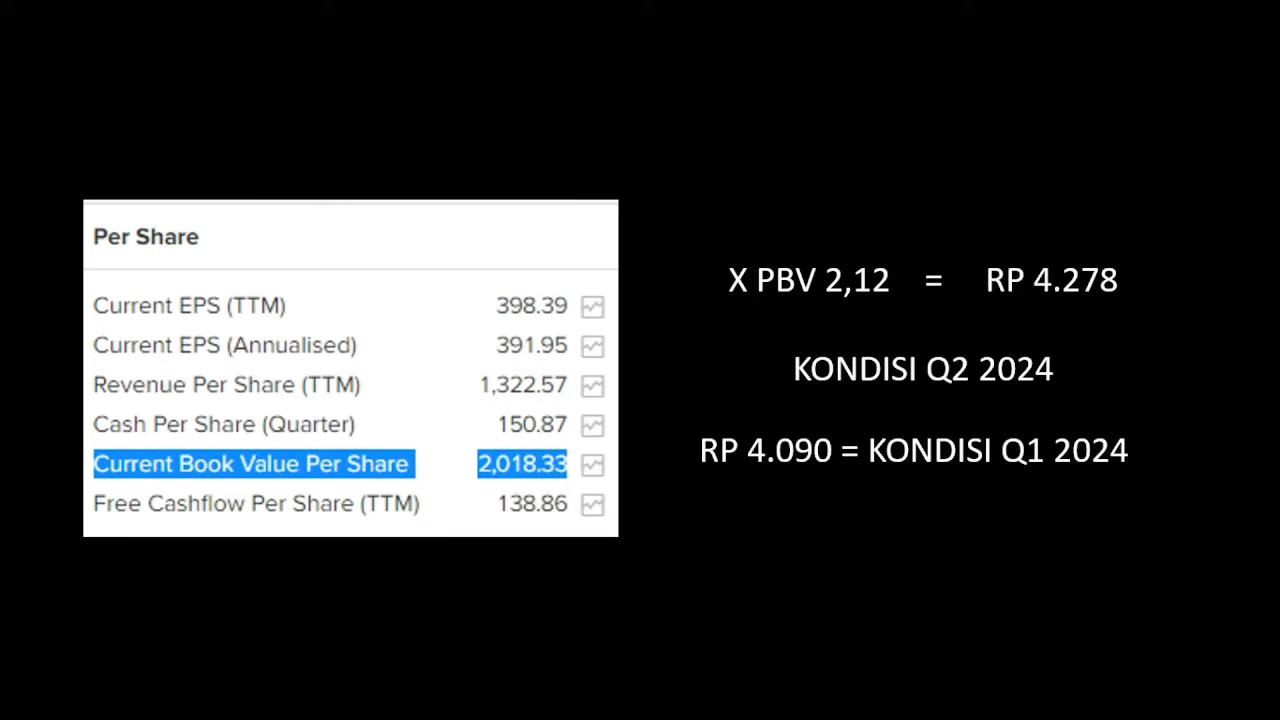 Per Share
Current EPS (TTM) 398.39
Current EPS (Annualised) 391.95
Revenue Per Share (TTM) 1,322.57
Cash Per Share (Quarter) 150.87
Current Book Value Per Share 2,018.33
Free Cashflow Per Share (TTM) 138.86
X PBV 2,12 = RP 4.278
KONDISI Q2 2024
RP 4.090 = KONDISI Q1 2024